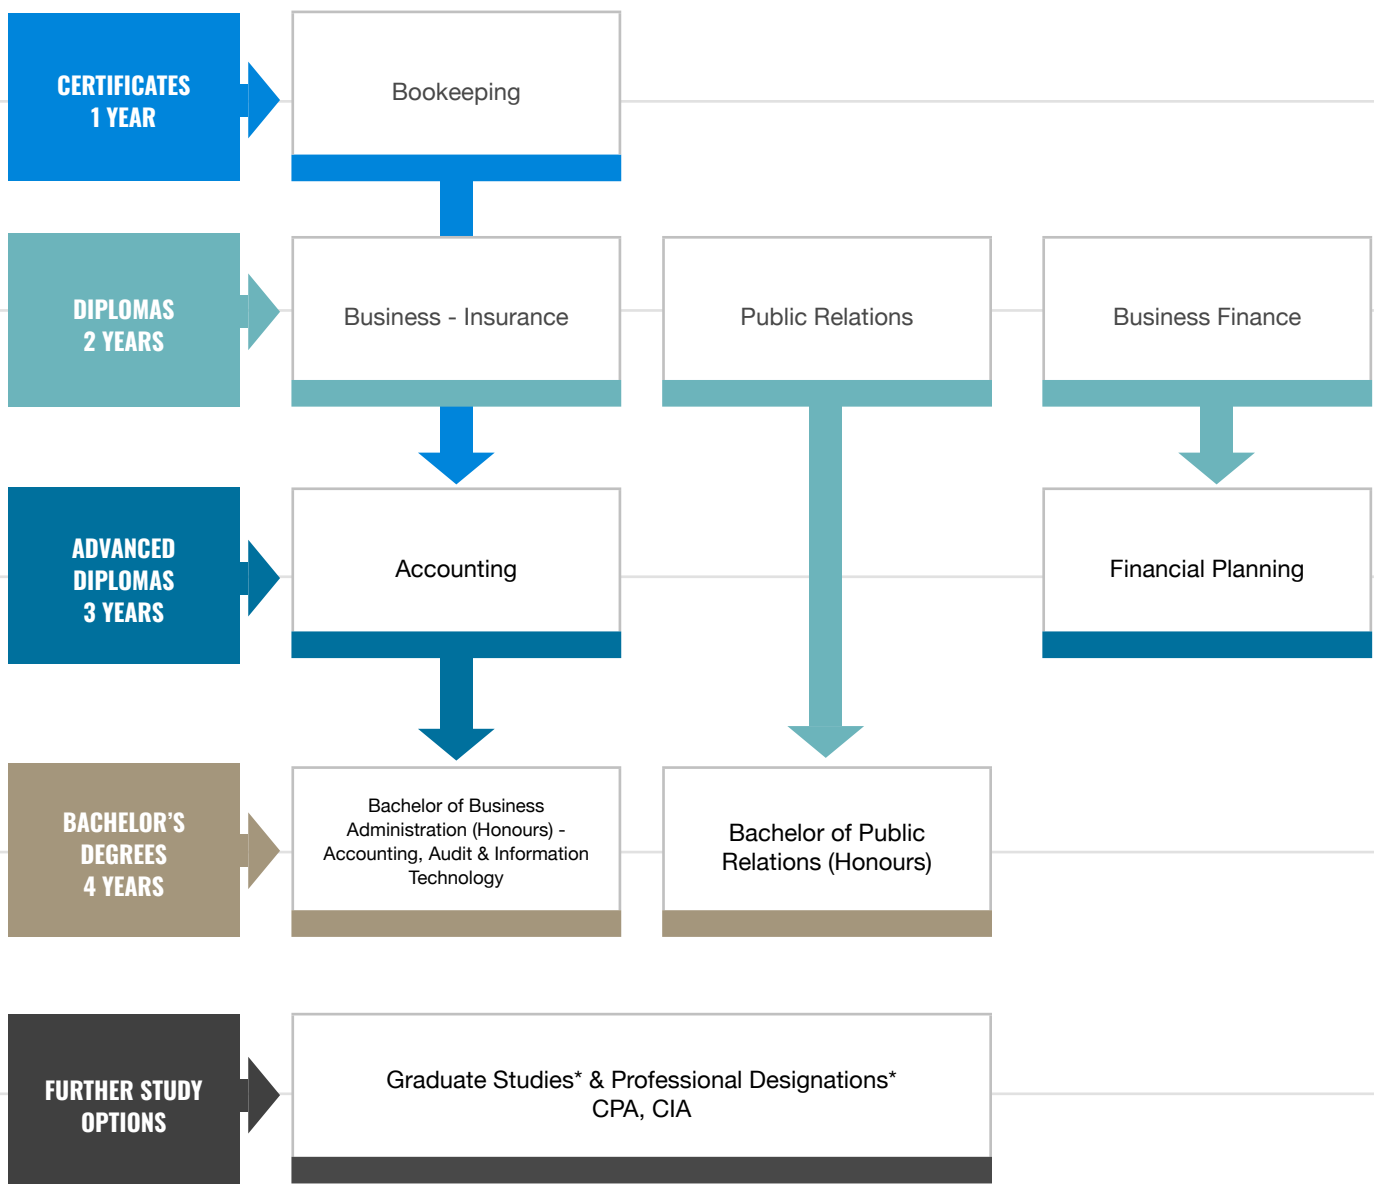 CERTIFICATES
1 YEAR
Bookeeping
DIPLOMAS
2 YEARS
Business - Insurance
Public Relations
Business Finance
ADVANCED
DIPLOMAS
3 YEARS
Accounting
Financial Planning
BACHELOR'S
DEGREES
4 YEARS
Bachelor of Business
Administration (Honours) -
Accounting, Audit & Information
Technology
Bachelor of Public
Relations (Honours)
FURTHER STUDY
OPTIONS
Graduate Studies* & Professional Designations*
CPA, CIA